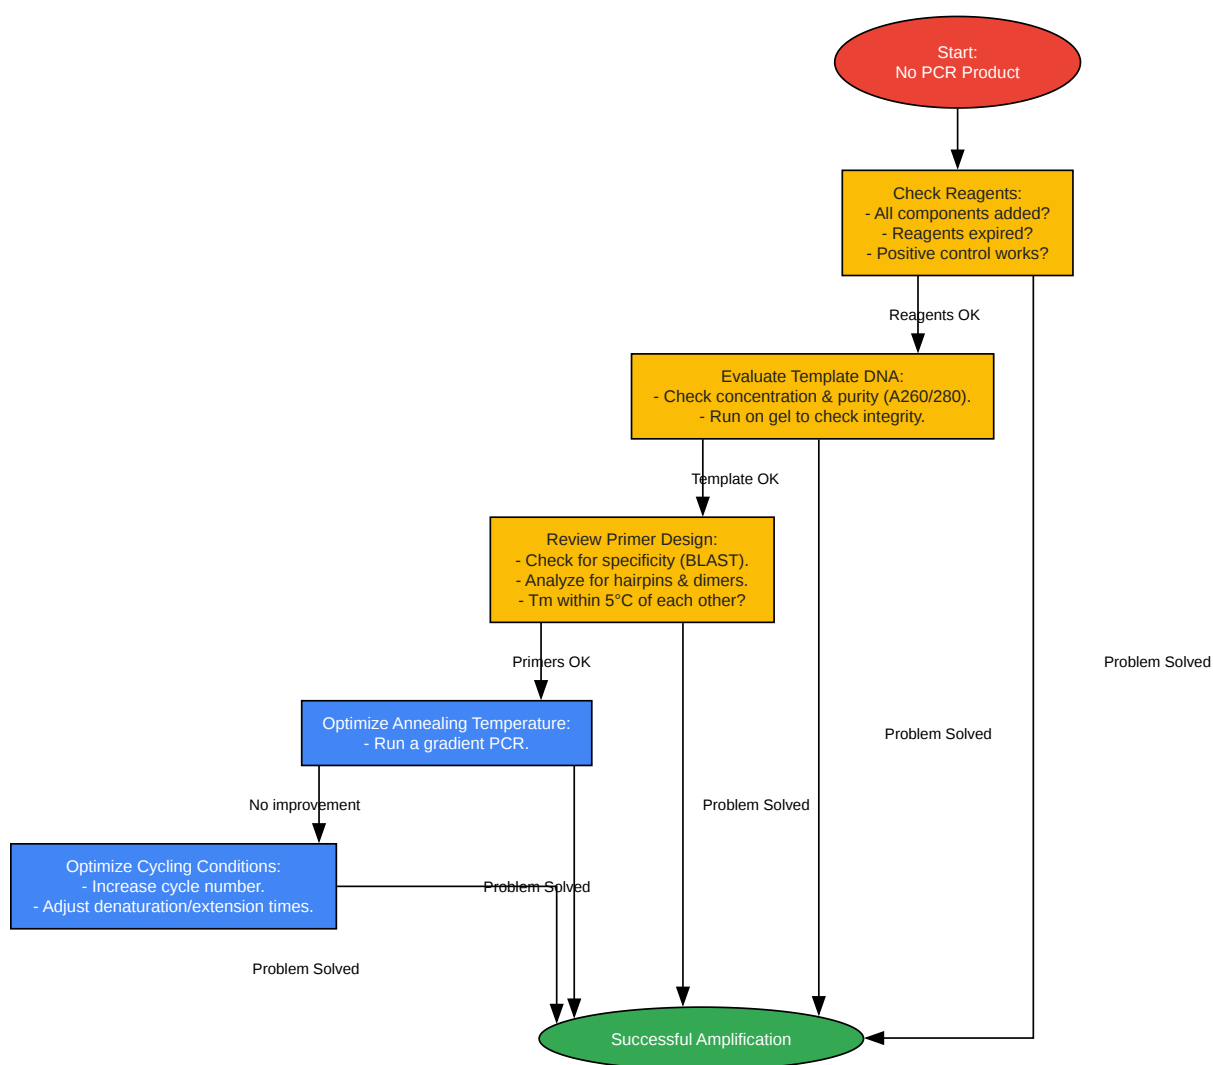 Start:
No PCR Product
Check Reagents:
- All components added?
- Reagents expired?
- Positive control works?
Reagents OK
Evaluate Template DNA:
- Check concentration & purity (A260/280).
- Run on gel to check integrity.
Template OK
Review Primer Design:
- Check for specificity (BLAST).
- Analyze for hairpins & dimers.
- Tm within 5°C of each other?
Primers OK
Problem Solved
Optimize Annealing Temperature:
- Run a gradient PCR.
Problem Solved
No improvement
Problem Solved
Optimize Cycling Conditions:
- Increase cycle number.
- Adjust denaturation/extension times.
Problem Solved
Problem Solved
Successful Amplification